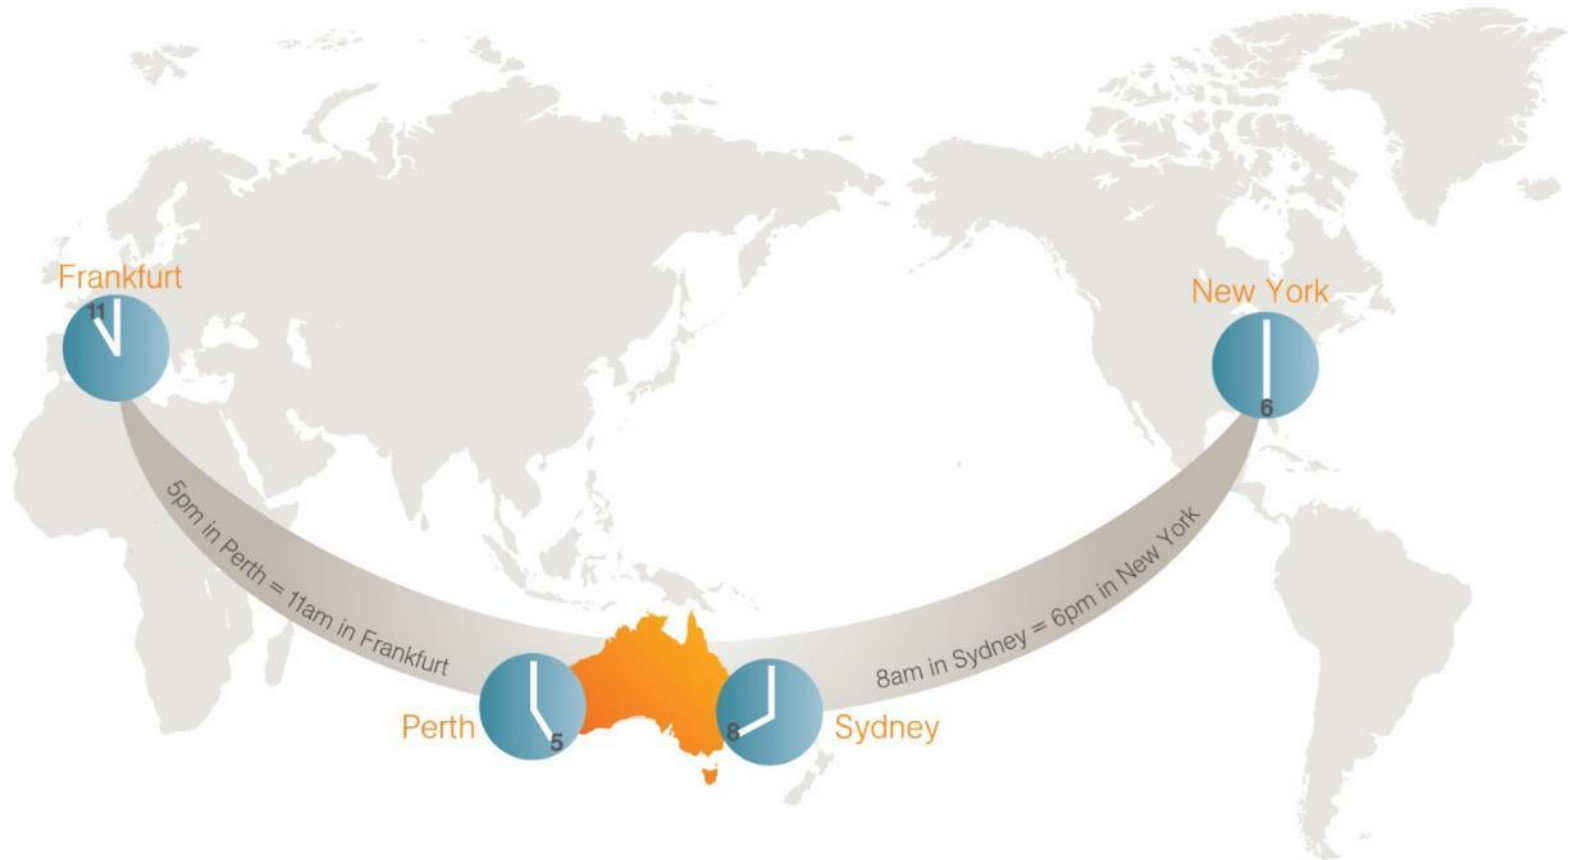 Frankfurt
11
New York
6
5pm in Perth = 11am in Frankfurt
8am in Sydney = 6pm in New York
Perth
5
8
Sydney